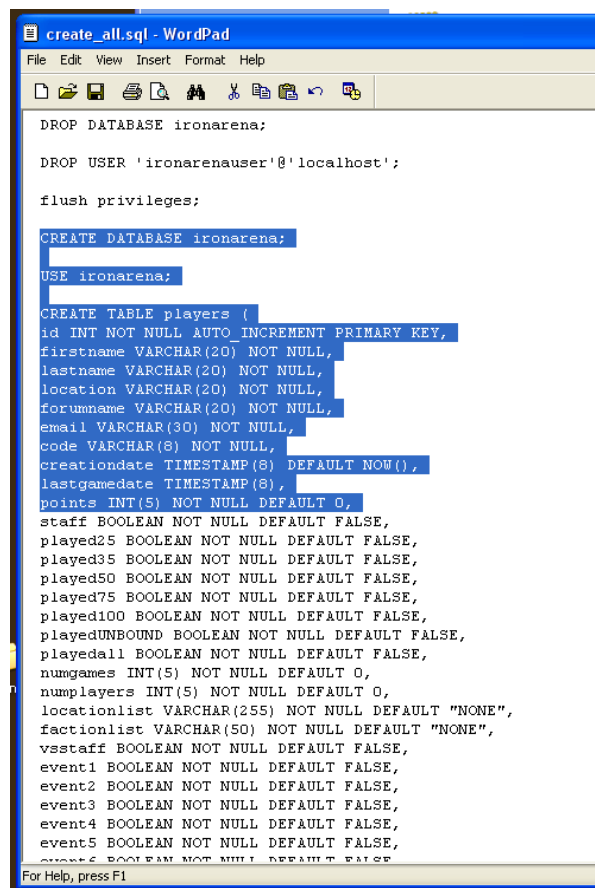 create_all.sql - WordPad
File Edit View Insert Format Help
DROP DATABASE ironarena;
DROP USER 'ironarenauser'@'localhost';
flush privileges;
CREATE DATABASE ironarena;
USE ironarena;
CREATE TABLE players (
id INT NOT NULL AUTO_INCREMENT PRIMARY KEY,
firstname VARCHAR(20) NOT NULL,
lastname VARCHAR(20) NOT NULL,
location VARCHAR(20) NOT NULL,
forumname VARCHAR(20) NOT NULL,
email VARCHAR(30) NOT NULL,
code VARCHAR(8) NOT NULL,
creationdate TIMESTAMP(8) DEFAULT NOW(),
lastgamedate TIMESTAMP(8),
points INT(5) NOT NULL DEFAULT 0,
staff BOOLEAN NOT NULL DEFAULT FALSE,
played25 BOOLEAN NOT NULL DEFAULT FALSE,
played35 BOOLEAN NOT NULL DEFAULT FALSE,
played50 BOOLEAN NOT NULL DEFAULT FALSE,
played75 BOOLEAN NOT NULL DEFAULT FALSE,
played100 BOOLEAN NOT NULL DEFAULT FALSE,
playedUNBOUND BOOLEAN NOT NULL DEFAULT FALSE,
playedall BOOLEAN NOT NULL DEFAULT FALSE,
numgames INT(5) NOT NULL DEFAULT 0,
numplayers INT(5) NOT NULL DEFAULT 0,
locationlist VARCHAR(255) NOT NULL DEFAULT "NONE",
factionlist VARCHAR(50) NOT NULL DEFAULT "NONE",
vsstaff BOOLEAN NOT NULL DEFAULT FALSE,
event1 BOOLEAN NOT NULL DEFAULT FALSE,
event2 BOOLEAN NOT NULL DEFAULT FALSE,
event3 BOOLEAN NOT NULL DEFAULT FALSE,
event4 BOOLEAN NOT NULL DEFAULT FALSE,
event5 BOOLEAN NOT NULL DEFAULT FALSE,
event6 BOOLEAN NOT NULL DEFAULT FALSE
For Help, press F1